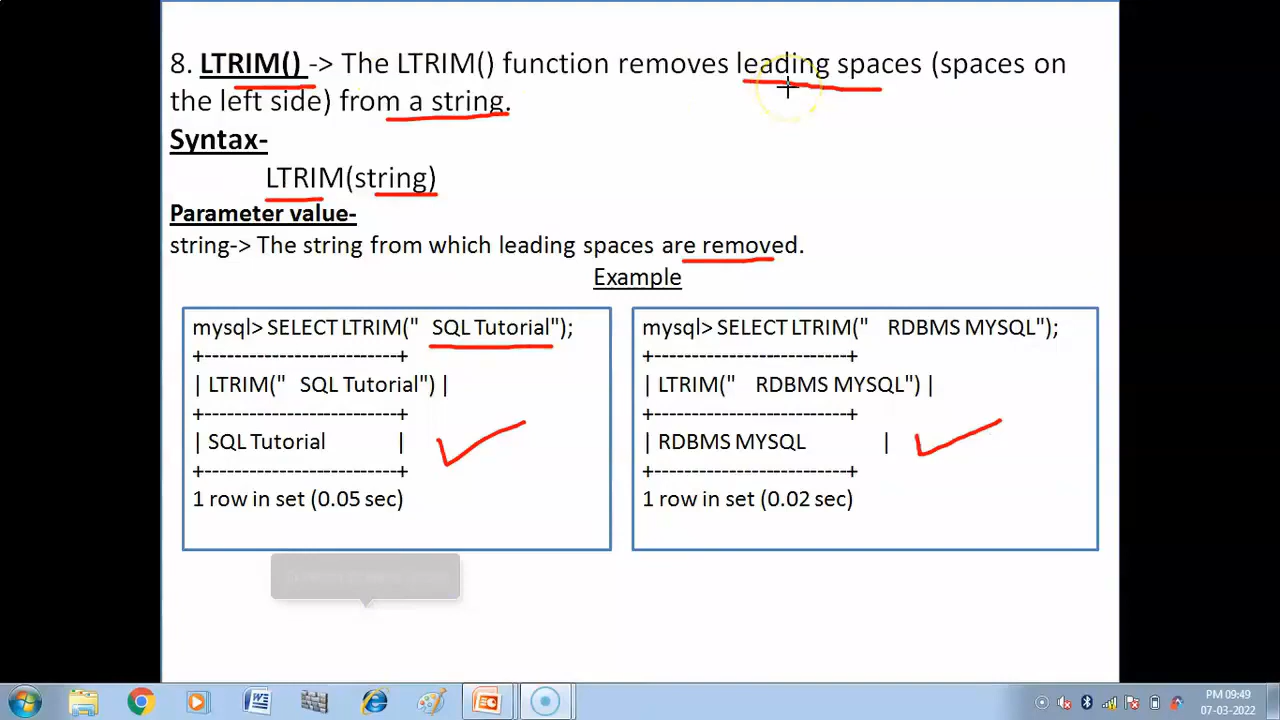 8. LTRIM() -> The LTRIM() function removes leading spaces (spaces on
the left side) from a string.
Syntax-
LTRIM(string)
Parameter value-
string-> The string from which leading spaces are removed.
Example
mysql> SELECT LTRIM("   SQL Tutorial");
+--------------------------+
| LTRIM("   SQL Tutorial") |
+--------------------------+
| SQL Tutorial             |
+--------------------------+
1 row in set (0.05 sec)
mysql> SELECT LTRIM("    RDBMS MYSQL");
+--------------------------+
| LTRIM("    RDBMS MYSQL") |
+--------------------------+
| RDBMS MYSQL              |
+--------------------------+
1 row in set (0.02 sec)
PM 09:49
07-03-2022